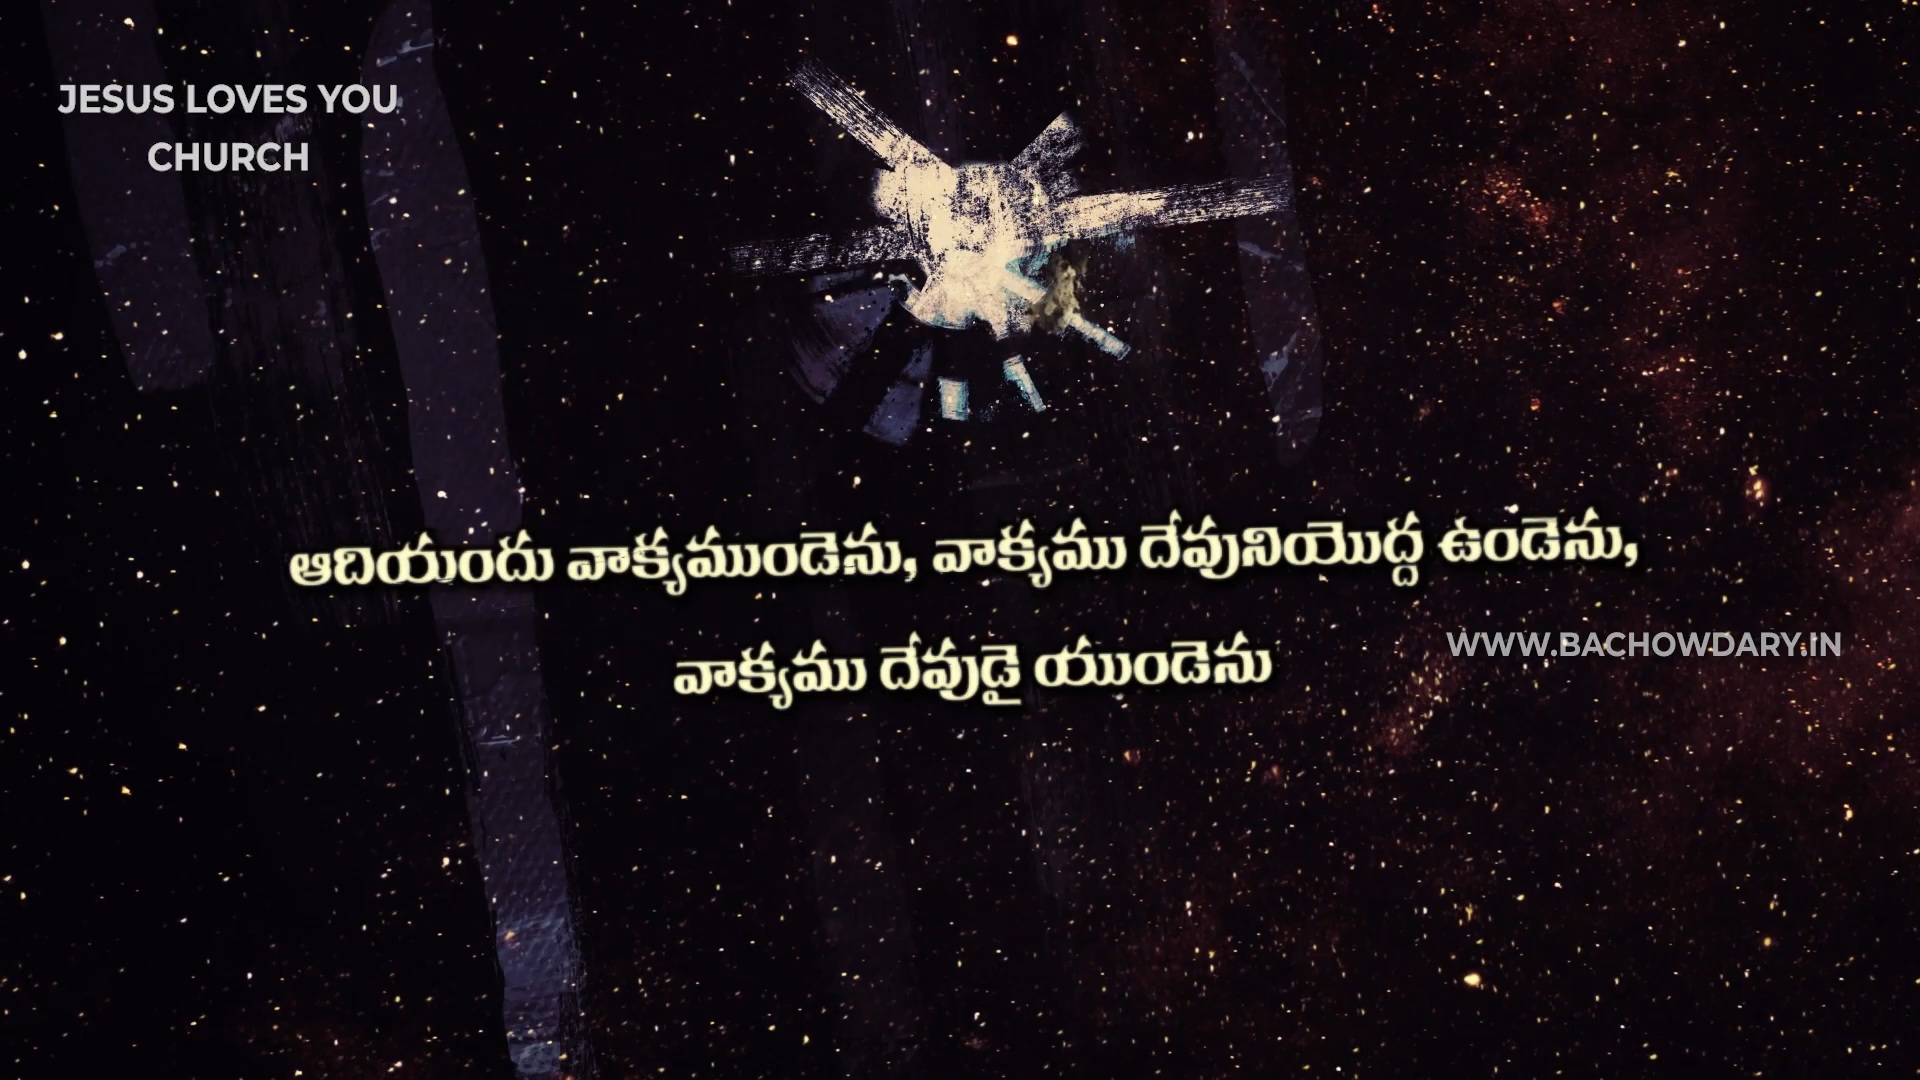 JESUS LOVES YOU
CHURCH
ఆదియందు వాక్యముండెను, వాక్యము దేవునియొద్ద ఉండెను,
WWW.BACHOWDARY.IN
వాక్యము దేవుడై యుండెను